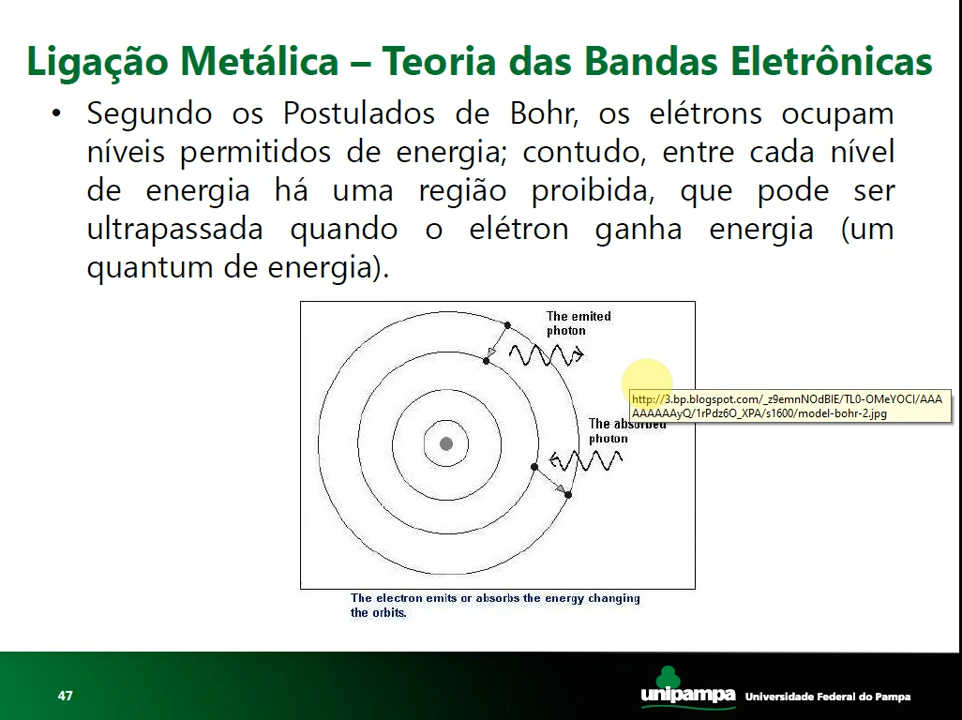 Ligação Metálica – Teoria das Bandas Eletrônicas
• Segundo os Postulados de Bohr, os elétrons ocupam
níveis permitidos de energia; contudo, entre cada nível
de energia há uma região proibida, que pode ser
ultrapassada quando o elétron ganha energia (um
quantum de energia).
The emited
photon
http://3.bp.blogspot.com/_z9emnNOdBIE/TL0-OMeYOCI/AAA
AAAAAAyQ/1rPdz6O_XPA/s1600/model-bohr-2.jpg
The absorbed
photon
The electron emits or absorbs the energy changing
the orbits.
47
unipampa
Universidade Federal do Pampa